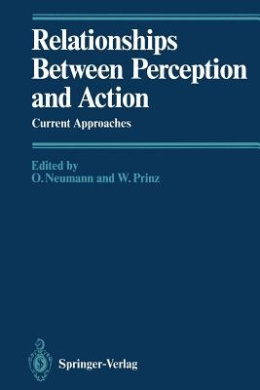 Relationships
Between Perception
and Action
Current Approaches
Edited by
O. Neumann and W. Prinz
Springer-Verlag